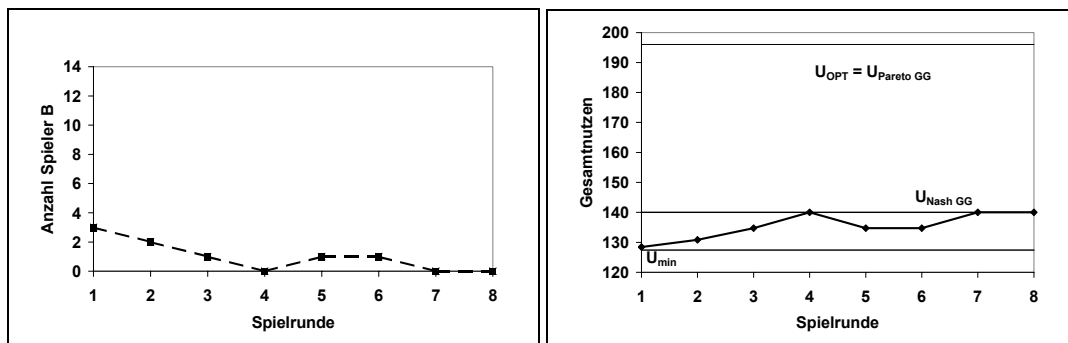 Anzahl Spieler B
14
12
10
8
6
4
2
0
1 2 3 4 5 6 7 8
Spielrunde
Gesamtnutzen
200
190
180
170
160
150
140
130
120
U_OPT = U_Pareto GG
U_Nash GG
U_min
1 2 3 4 5 6 7 8
Spielrunde